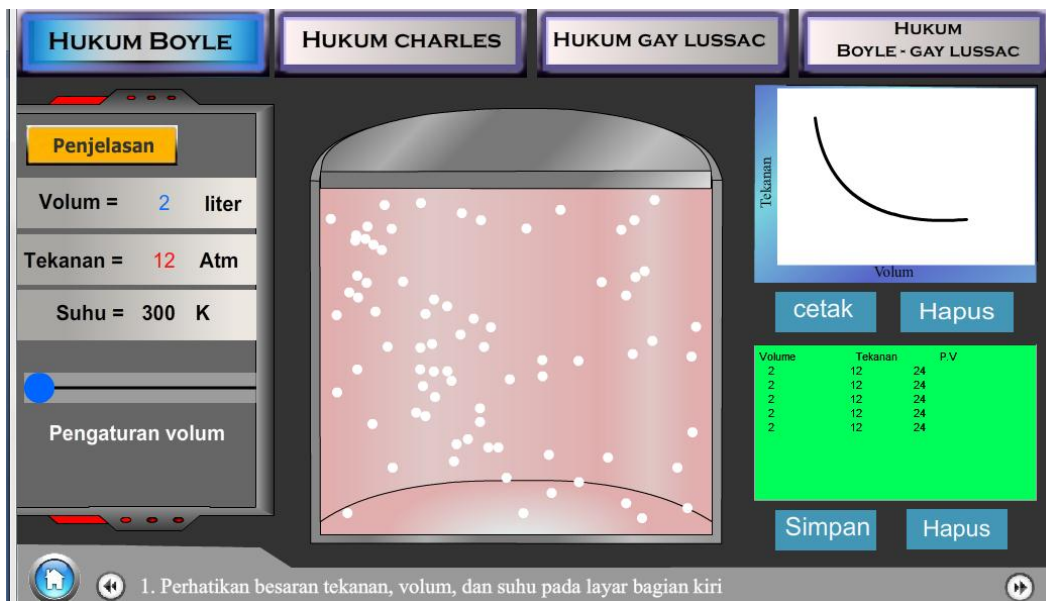 HUKUM BOYLE
HUKUM CHARLES
HUKUM GAY LUSSAC
HUKUM
BOYLE - GAY LUSSAC
Penjelasan
Volum = 2 liter
Tekanan = 12 Atm
Suhu = 300 K
Pengaturan volum
Tekanan
Volum
cetak Hapus
Volume Tekanan P.V
2 12 24
2 12 24
2 12 24
2 12 24
2 12 24
Simpan Hapus
1. Perhatikan besaran tekanan, volum, dan suhu pada layar bagian kiri